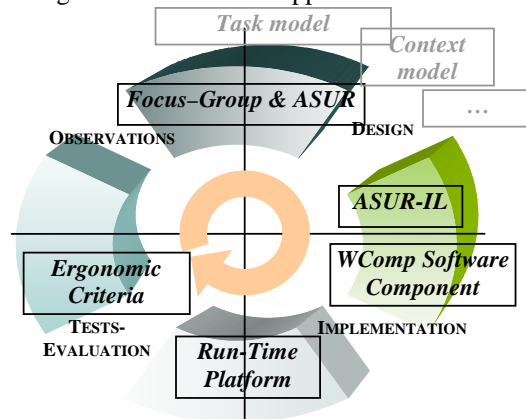 Task model
Context
model
...
Focus–Group & ASUR
OBSERVATIONS
DESIGN
ASUR-IL
WComp Software
Component
Ergonomic
Criteria
TESTS-
EVALUATION
IMPLEMENTATION
Run-Time
Platform